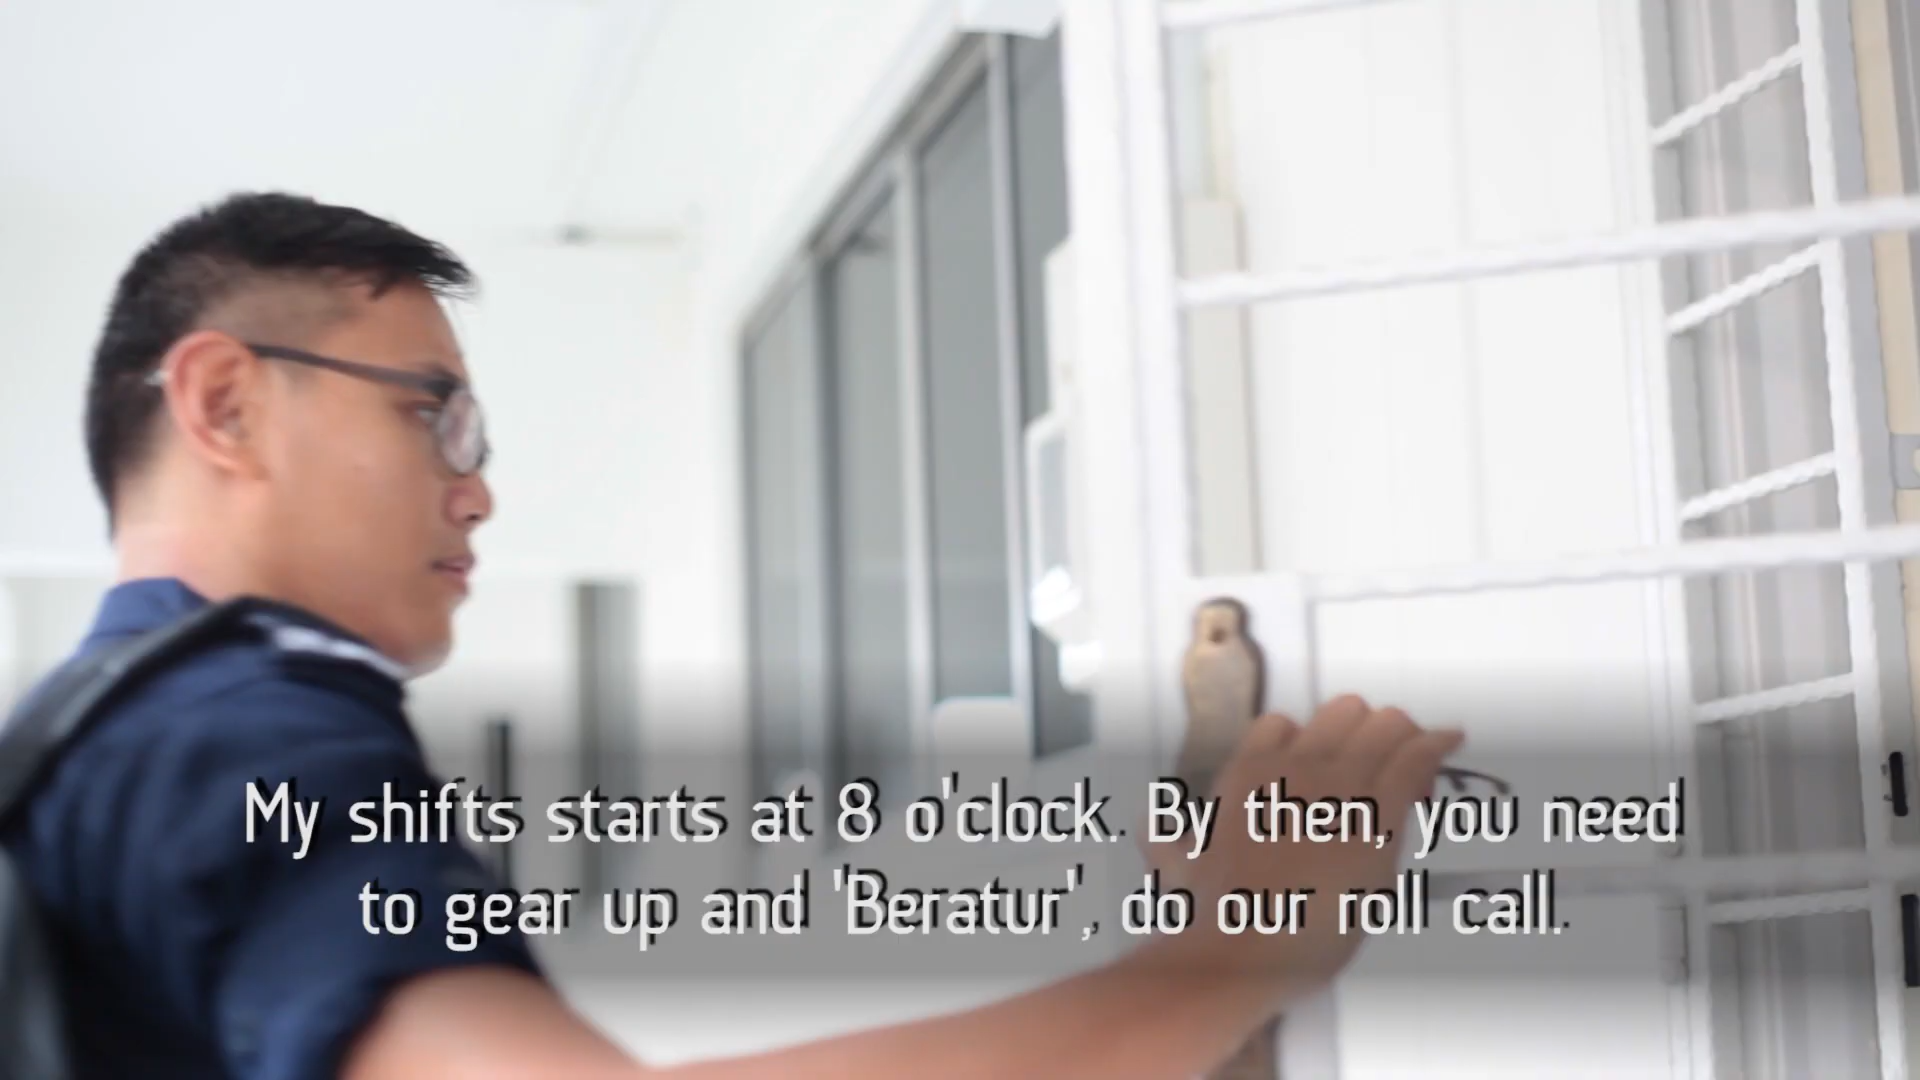 My shifts starts at 8 o'clock. By then, you need
to gear up and 'Beratur', do our roll call.